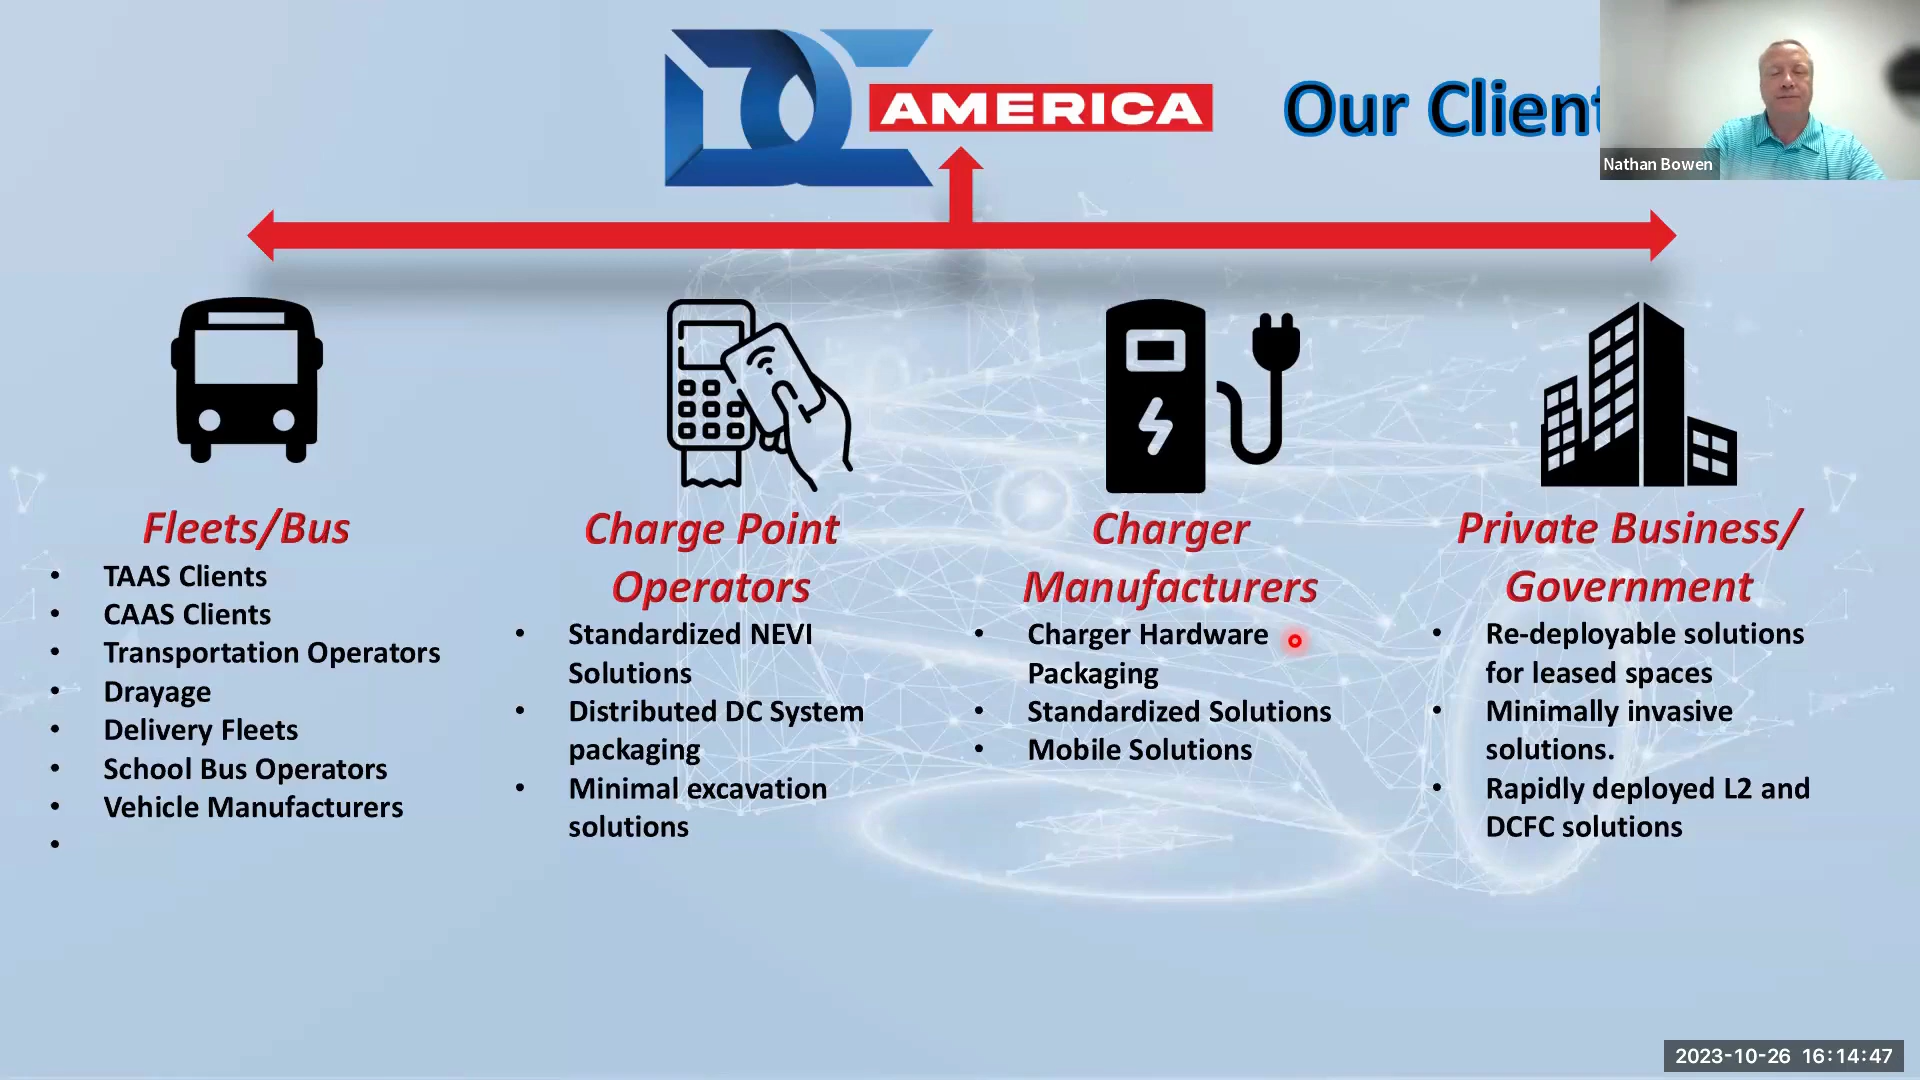 DC
AMERICA
Our Client
Nathan Bowen
Fleets/Bus
• TAAS Clients
• CAAS Clients
• Transportation Operators
• Drayage
• Delivery Fleets
• School Bus Operators
• Vehicle Manufacturers
•
Charge Point
Operators
• Standardized NEVI
Solutions
• Distributed DC System
packaging
• Minimal excavation
solutions
Charger
Manufacturers
• Charger Hardware
Packaging
• Standardized Solutions
• Mobile Solutions
Private Business/
Government
• Re-deployable solutions
for leased spaces
• Minimally invasive
solutions.
• Rapidly deployed L2 and
DCFC solutions
2023-10-26 16:14:47